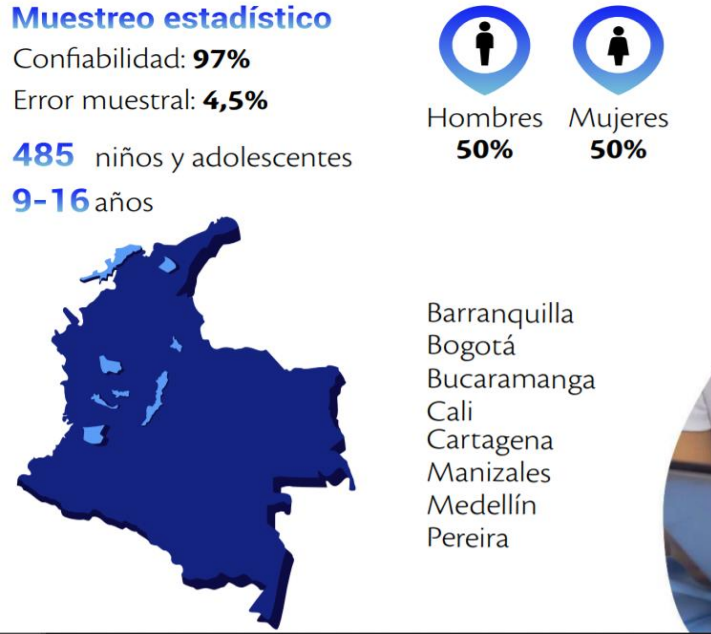 Muestreo estadístico
Confiabilidad: 97%
Error muestral: 4,5%
485 niños y adolescentes
9-16 años
Hombres
50%
Mujeres
50%
Barranquilla
Bogotá
Bucaramanga
Cali
Cartagena
Manizales
Medellín
Pereira